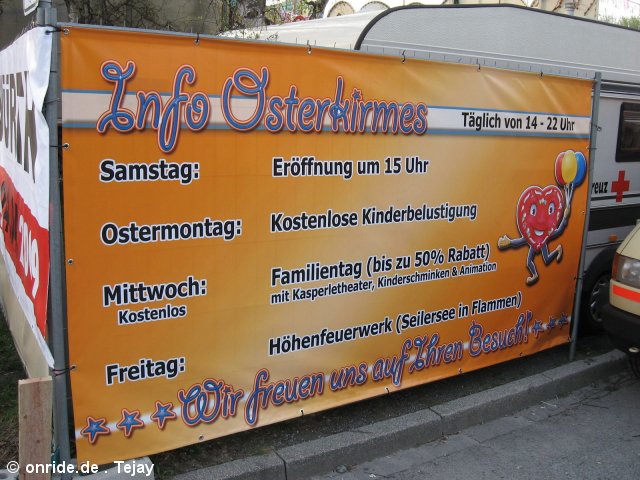 Info Osterkirmes
Täglich von 14 - 22 Uhr
Samstag: Eröffnung um 15 Uhr
Ostermontag: Kostenlose Kinderbelustigung
Mittwoch: Familientag (bis zu 50% Rabatt)
Kostenlos mit Kasperletheater, Kinderschminken & Animation
Freitag: Höhenfeuerwerk (Seilersee in Flammen)
Wir freuen uns auf Ihren Besuch!
reuz
© onride.de . Tejay